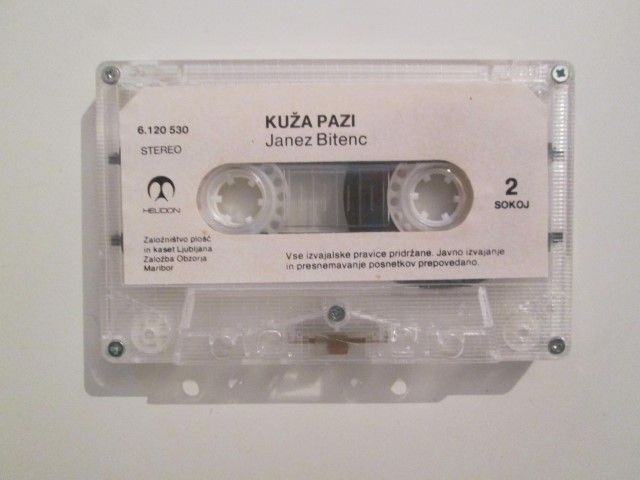 KUŽA PAZI
Janez Bitenc
6.120 530
STEREO
HELIDON
2
SOKOJ
Založništvo plošč
in kaset Ljubljana
Založba Obzorja
Maribor
Vse izvajalske pravice pridržane. Javno izvajanje
in presnemavanje posnetkov prepovedano.